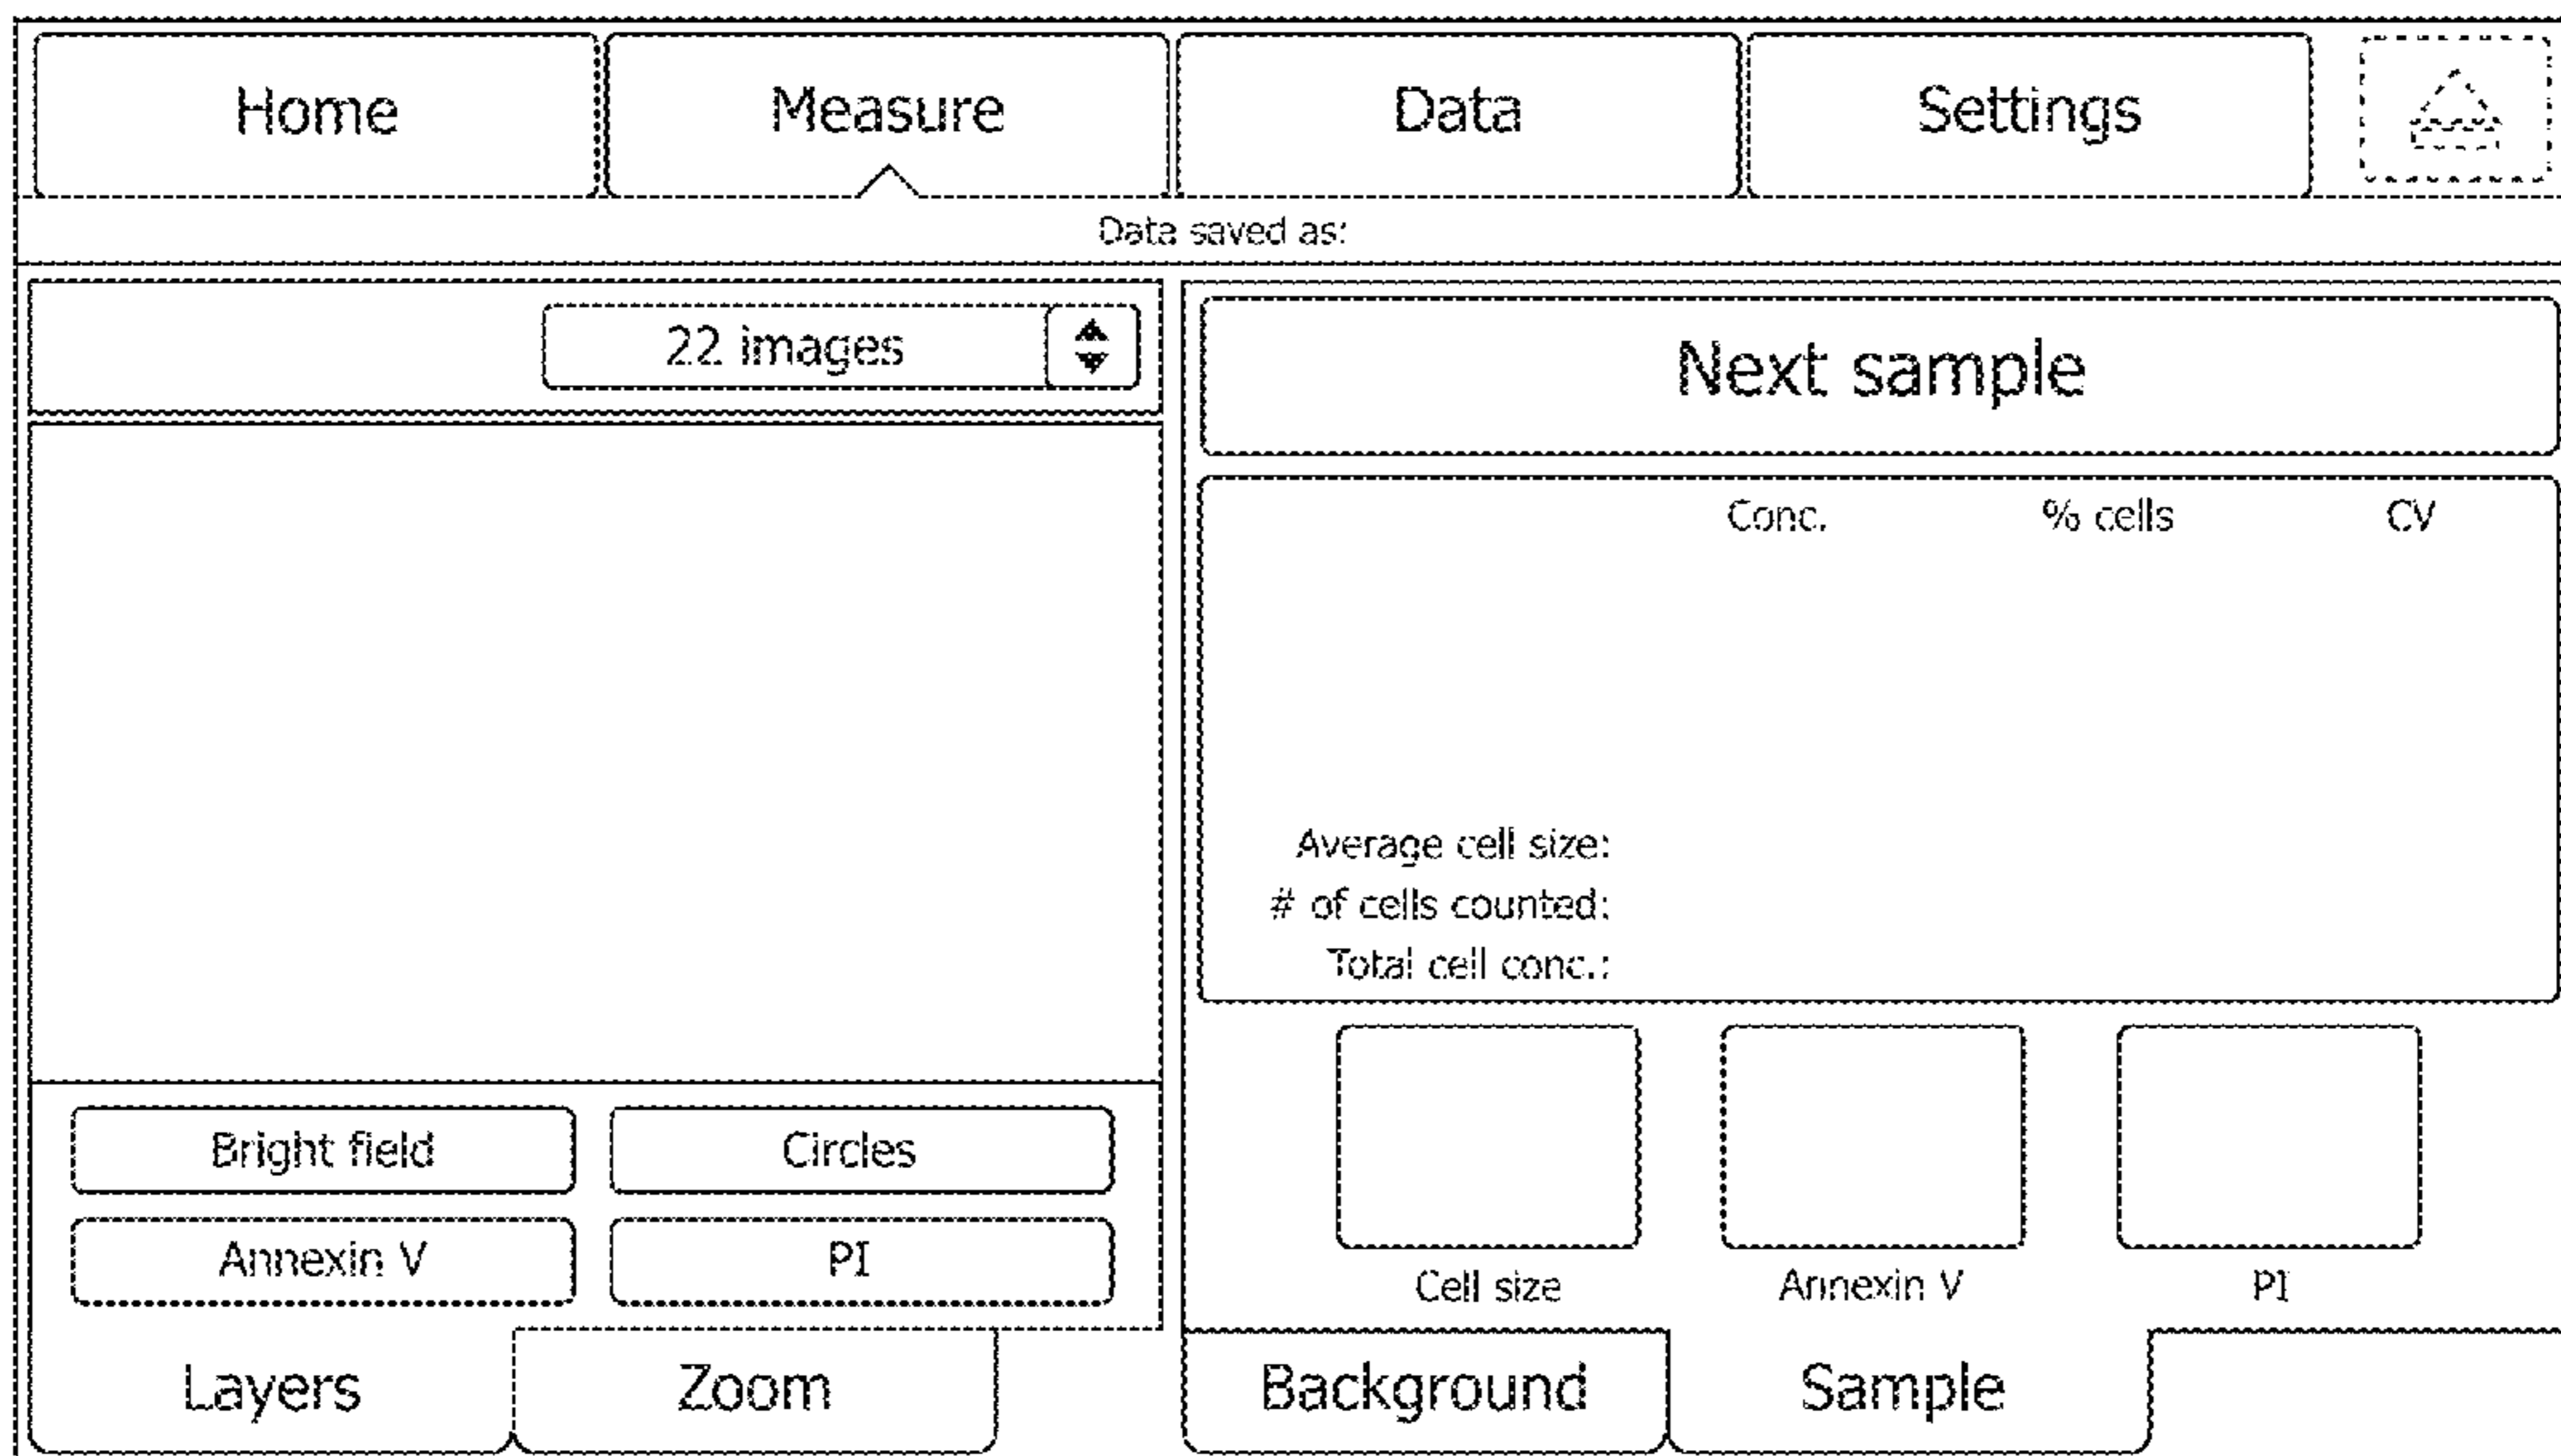 Home Measure Data Settings
Data saved as:
22 images
Next sample
Conc. % cells CV
Average cell size:
# of cells counted:
Total cell conc.:
Bright field Circles
Annexin V PI
Cell size Annexin V PI
Layers Zoom
Background Sample